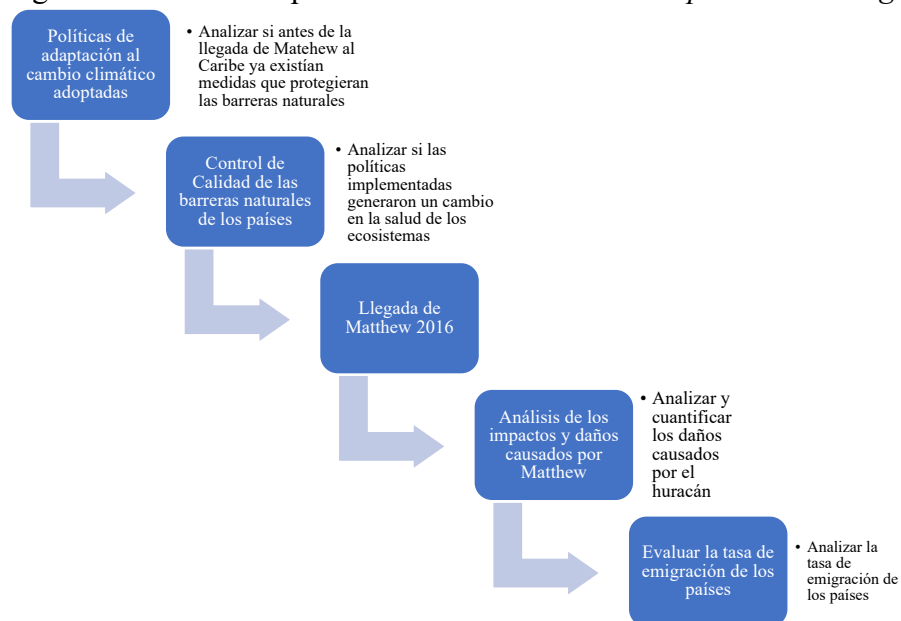 Políticas de
adaptación al
cambio climático
adoptadas
• Analizar si antes de la
llegada de Matehew al
Caribe ya existían
medidas que protegieran
las barreras naturales
Control de
Calidad de las
barreras naturales
de los países
• Analizar si las
políticas
implementadas
generaron un cambio
en la salud de los
ecosistemas
Llegada de
Matthew 2016
Análisis de los
impactos y daños
causados por
Matthew
• Analizar y
cuantificar
los daños
causados
por el
huracán
Evaluar la tasa de
emigración de los
países
• Analizar la
tasa de
emigración de
los países